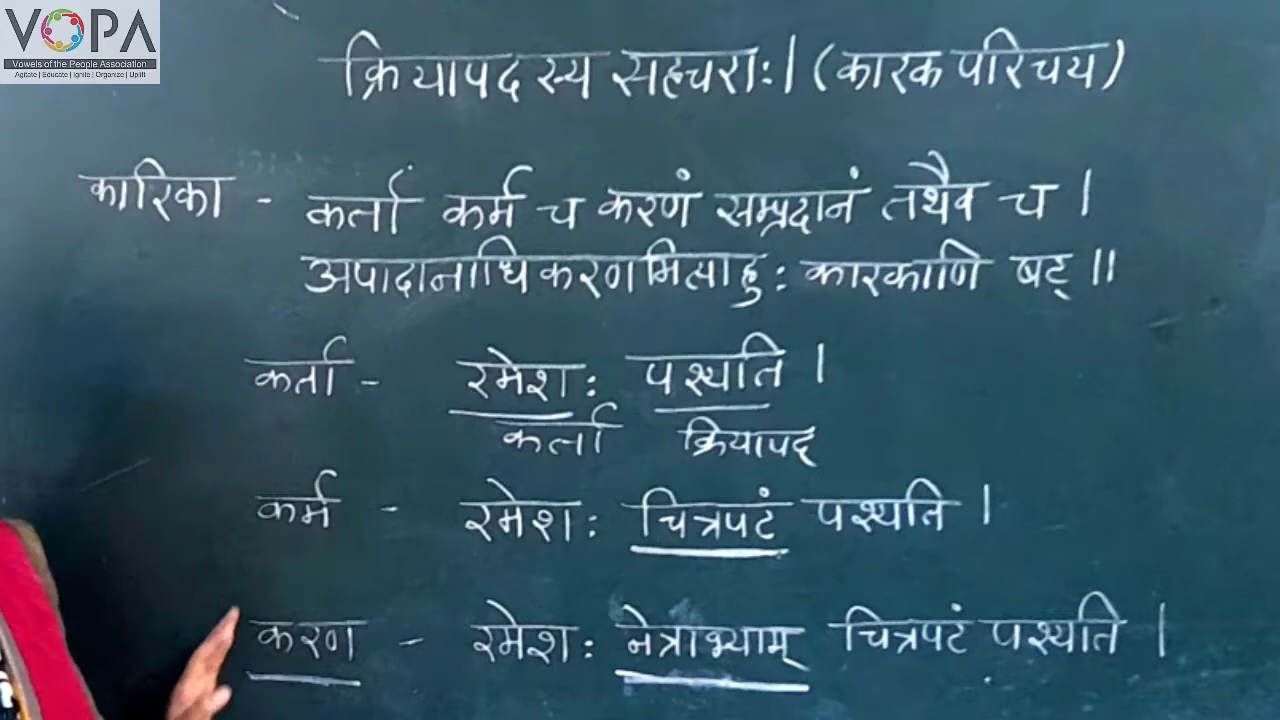 VOPA
Vowels of the People Association
Agitate | Educate | Ignite | Organize | Uplift
क्रियापदस्य सहचराः। (कारक परिचय)
कारिका - कर्ता कर्म च करणं सम्प्रदानं तथैव च।
अपादानाधिकरणमित्याहुः कारकाणि षट्॥
कर्ता - रमेशः पश्यति।
कर्ता क्रियापद
कर्म - रमेशः चित्रपटं पश्यति।
करण - रमेशः नेत्राभ्याम् चित्रपटं पश्यति।